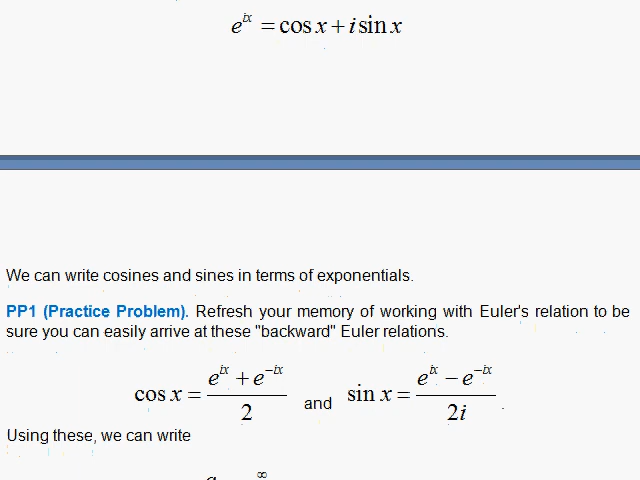 e^{ix} = cos x + i sin x
We can write cosines and sines in terms of exponentials.
PP1 (Practice Problem). Refresh your memory of working with Euler's relation to be
sure you can easily arrive at these "backward" Euler relations.
cos x = \frac{e^{ix} + e^{-ix}}{2} and sin x = \frac{e^{ix} - e^{-ix}}{2i} .
Using these, we can write
∞